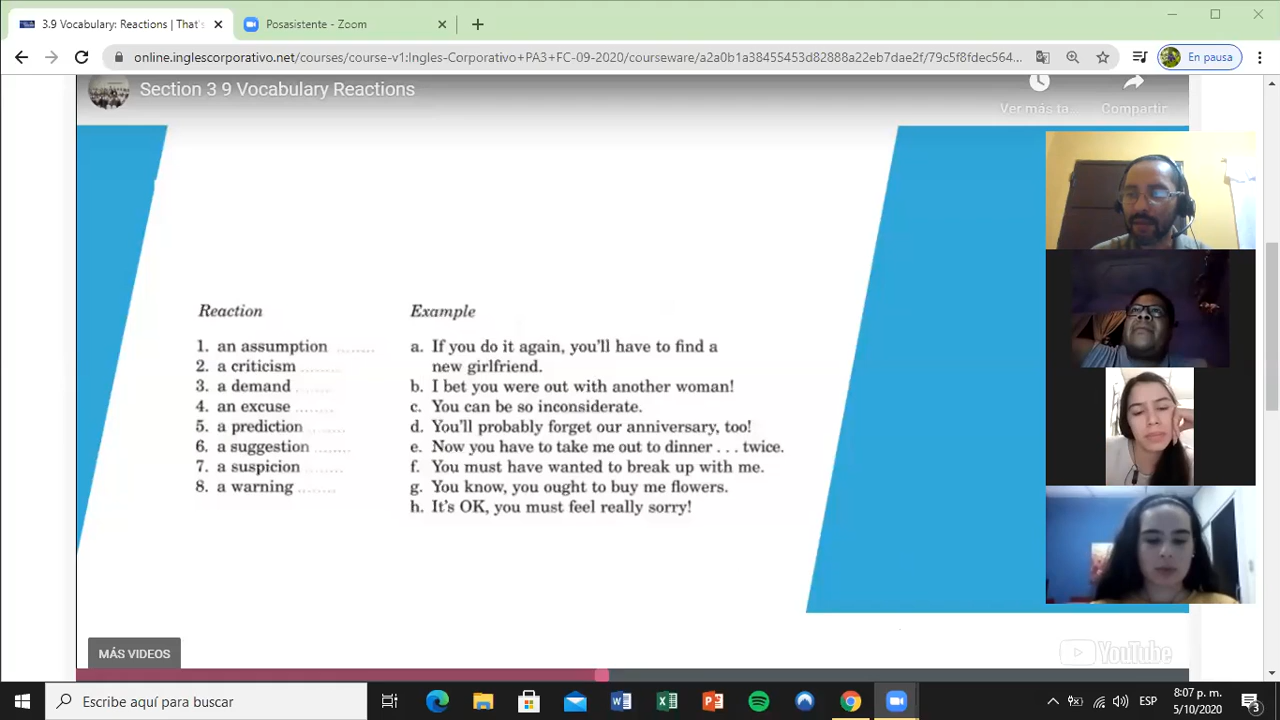 3.9 Vocabulary: Reactions | That's
Posasistente - Zoom
online.inglescorporativo.net/courses/course-v1:Ingles-Corporativo+PA3+FC-09-2020/courseware/a2a0b1a38455453d82888a22eb7dae2f/79c5f8fdec564...
En pausa
Section 3 9 Vocabulary Reactions
Ver más ta...
Compartir
Reaction
1. an assumption ........
2. a criticism ........
3. a demand ........
4. an excuse ........
5. a prediction ........
6. a suggestion ........
7. a suspicion ........
8. a warning ........
Example
a. If you do it again, you'll have to find a
new girlfriend.
b. I bet you were out with another woman!
c. You can be so inconsiderate.
d. You'll probably forget our anniversary, too!
e. Now you have to take me out to dinner . . . twice.
f. You must have wanted to break up with me.
g. You know, you ought to buy me flowers.
h. It's OK, you must feel really sorry!
MÁS VIDEOS
YouTube
Escribe aquí para buscar
ESP
8:07 p. m.
5/10/2020
3